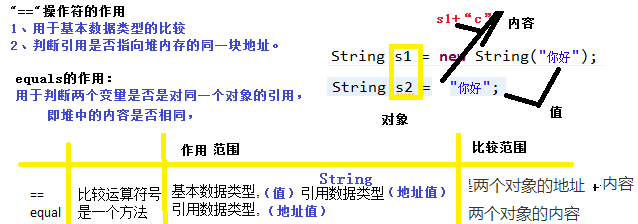 "=="操作符的作用
1、用于基本数据类型的比较
2、判断引用是否指向堆内存的同一块地址。
equals的作用：
用于判断两个变量是否是对同一个对象的引用，
即堆中的内容是否相同，
s1+“c”
内容
String s1 = new String("你好");
String s2 = "你好";
对象
值
作用 范围
比较范围
String
== 比较运算符号 基本数据类型,（值）引用数据类型（地址值） 两个对象的地址 + 内容
equal 是一个方法 引用数据类型,（地址值） 两个对象的内容